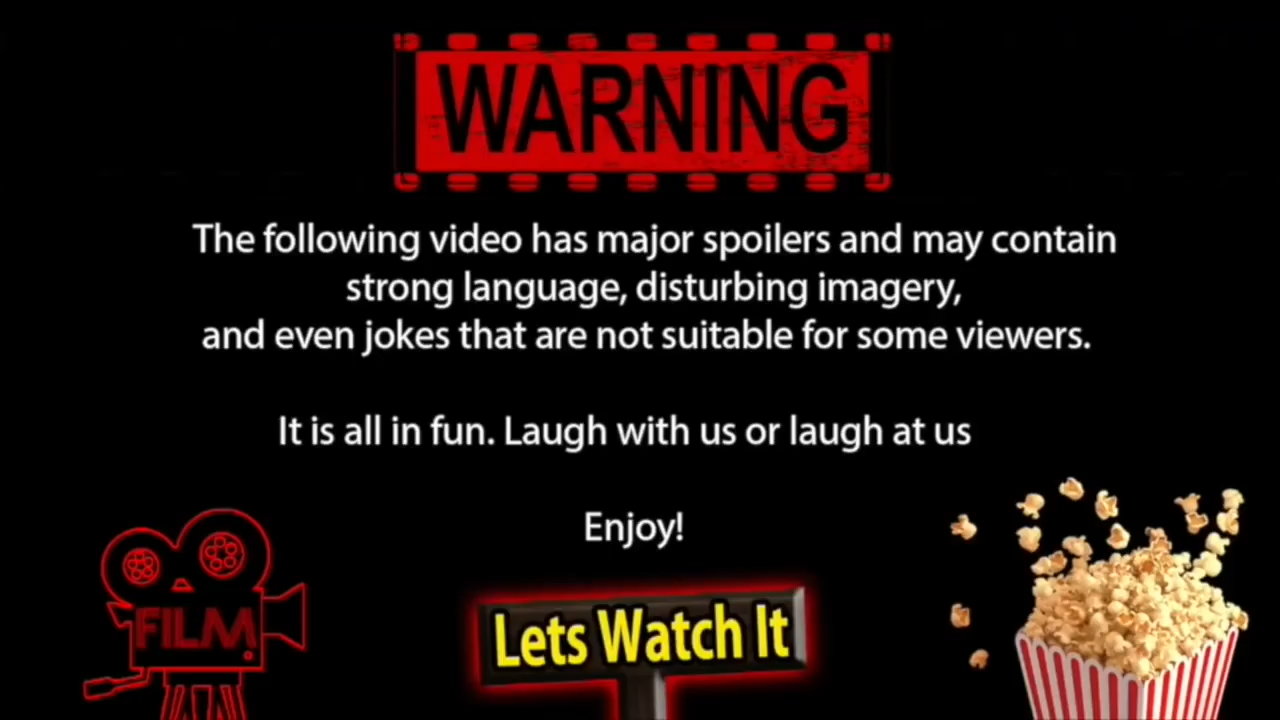 WARNING
The following video has major spoilers and may contain
strong language, disturbing imagery,
and even jokes that are not suitable for some viewers.
It is all in fun. Laugh with us or laugh at us
Enjoy!
FILM
Lets Watch It